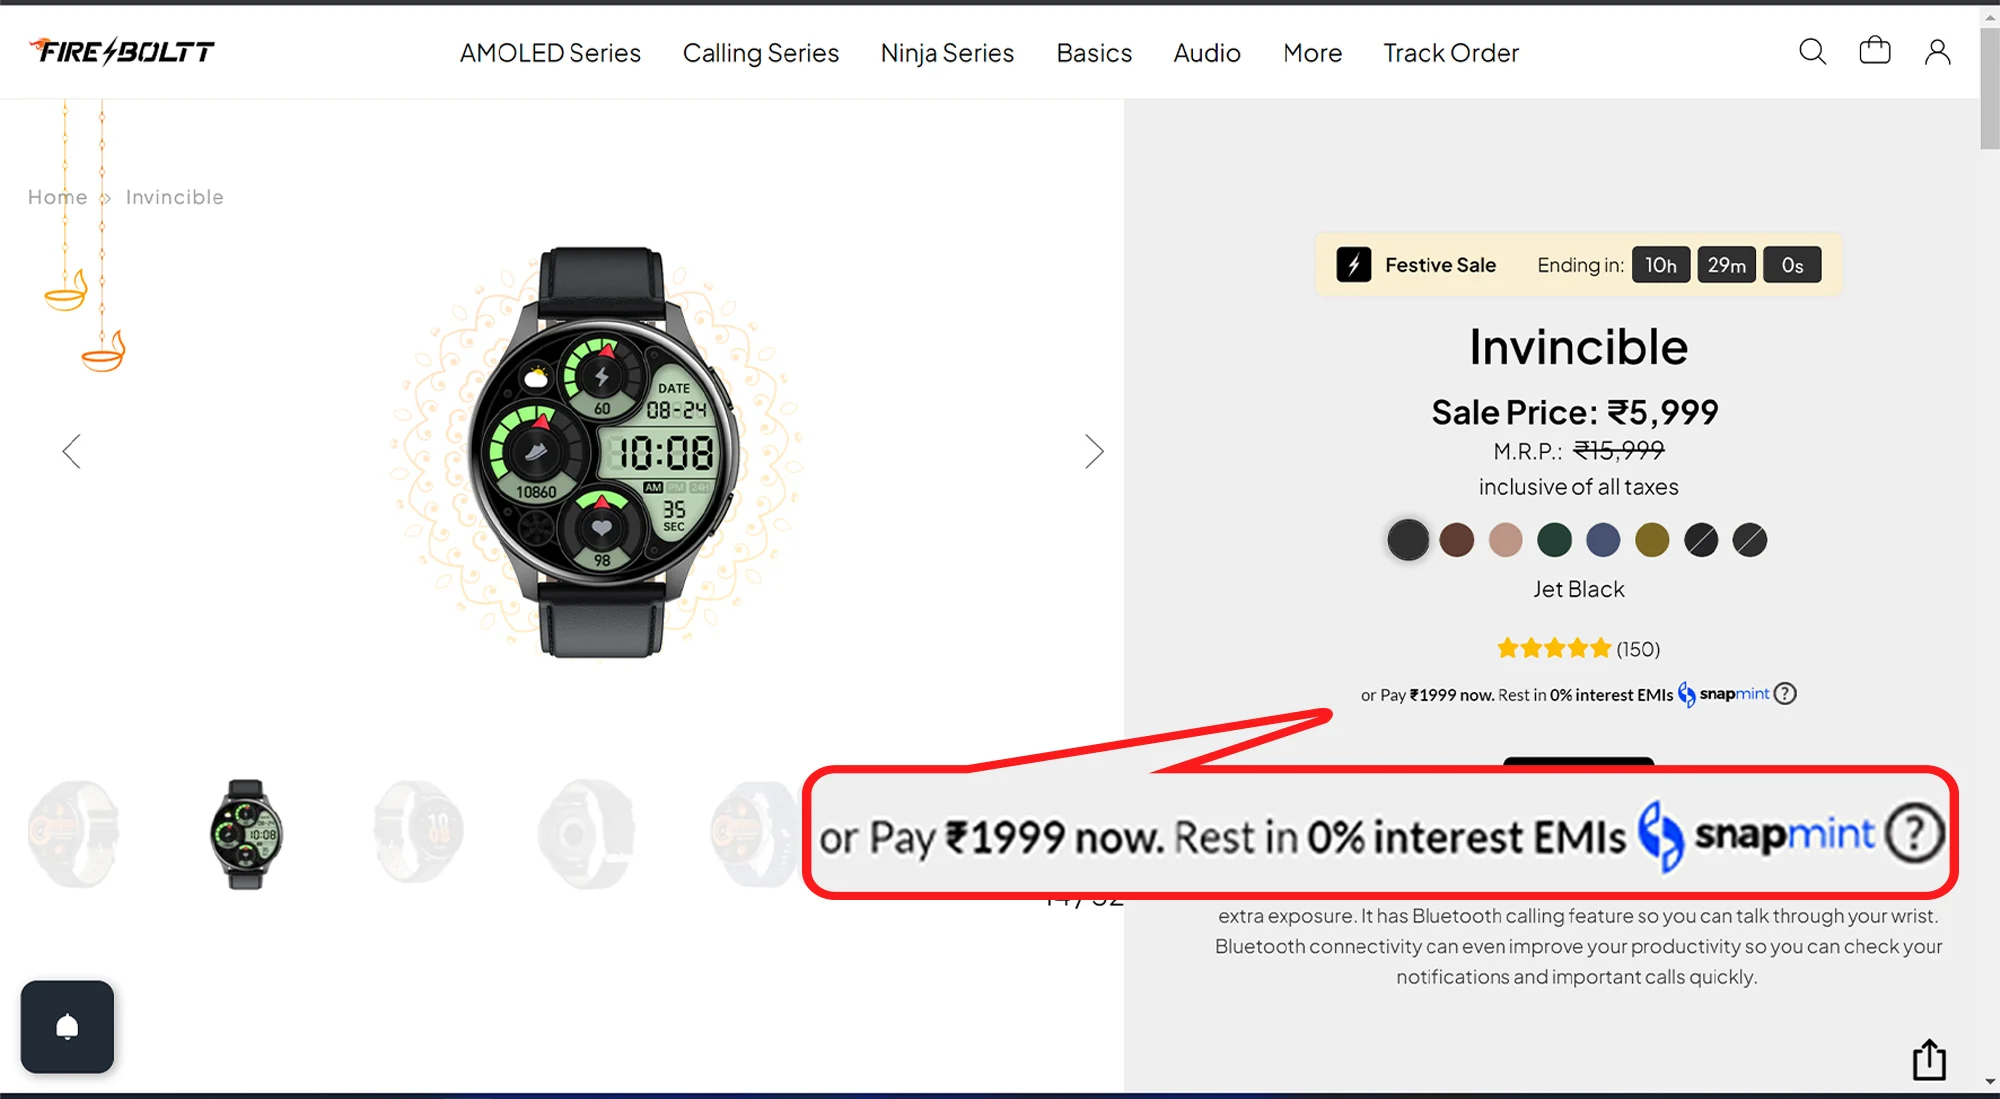 FIRE-BOLTT
AMOLED Series Calling Series Ninja Series Basics Audio More Track Order
Home > Invincible
Festive Sale Ending in: 10h 29m 0s
Invincible
Sale Price: ₹5,999
M.R.P.: ₹15,999
inclusive of all taxes
Jet Black
(150)
or Pay ₹1999 now. Rest in 0% interest EMIs snapmint ?
DATE
60
08-24
10:08
10860
AM PM 24H
35
SEC
98
10:08
or Pay ₹1999 now. Rest in 0% interest EMIs snapmint ?
extra exposure. It has Bluetooth calling feature so you can talk through your wrist.
Bluetooth connectivity can even improve your productivity so you can check your
notifications and important calls quickly.